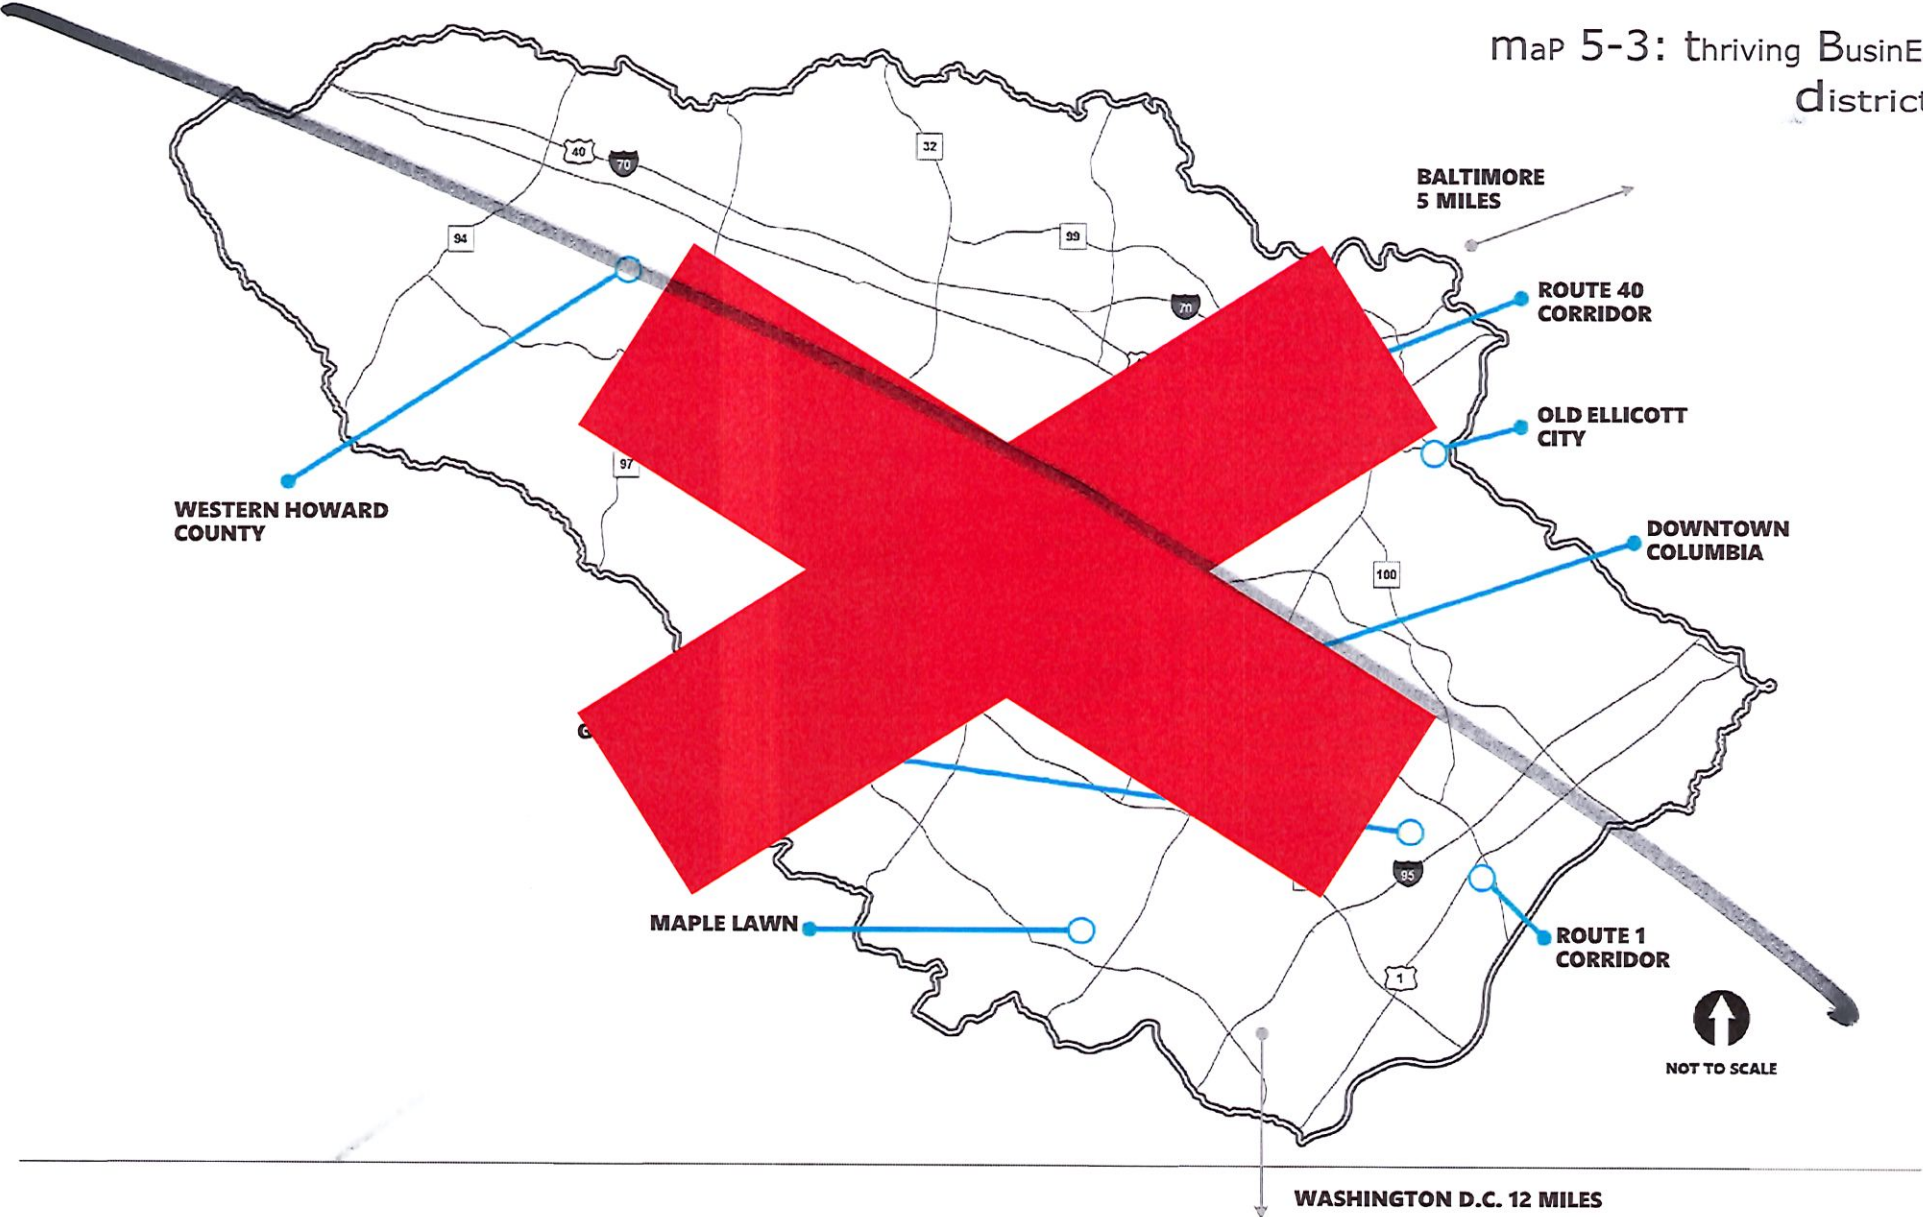 maP 5-3: thriving BusinE
district
BALTIMORE
5 MILES
40
70
32
94
99
70
ROUTE 40
CORRIDOR
OLD ELLICOTT
CITY
97
WESTERN HOWARD
COUNTY
DOWNTOWN
COLUMBIA
100
G
95
MAPLE LAWN
ROUTE 1
CORRIDOR
1
NOT TO SCALE
WASHINGTON D.C. 12 MILES